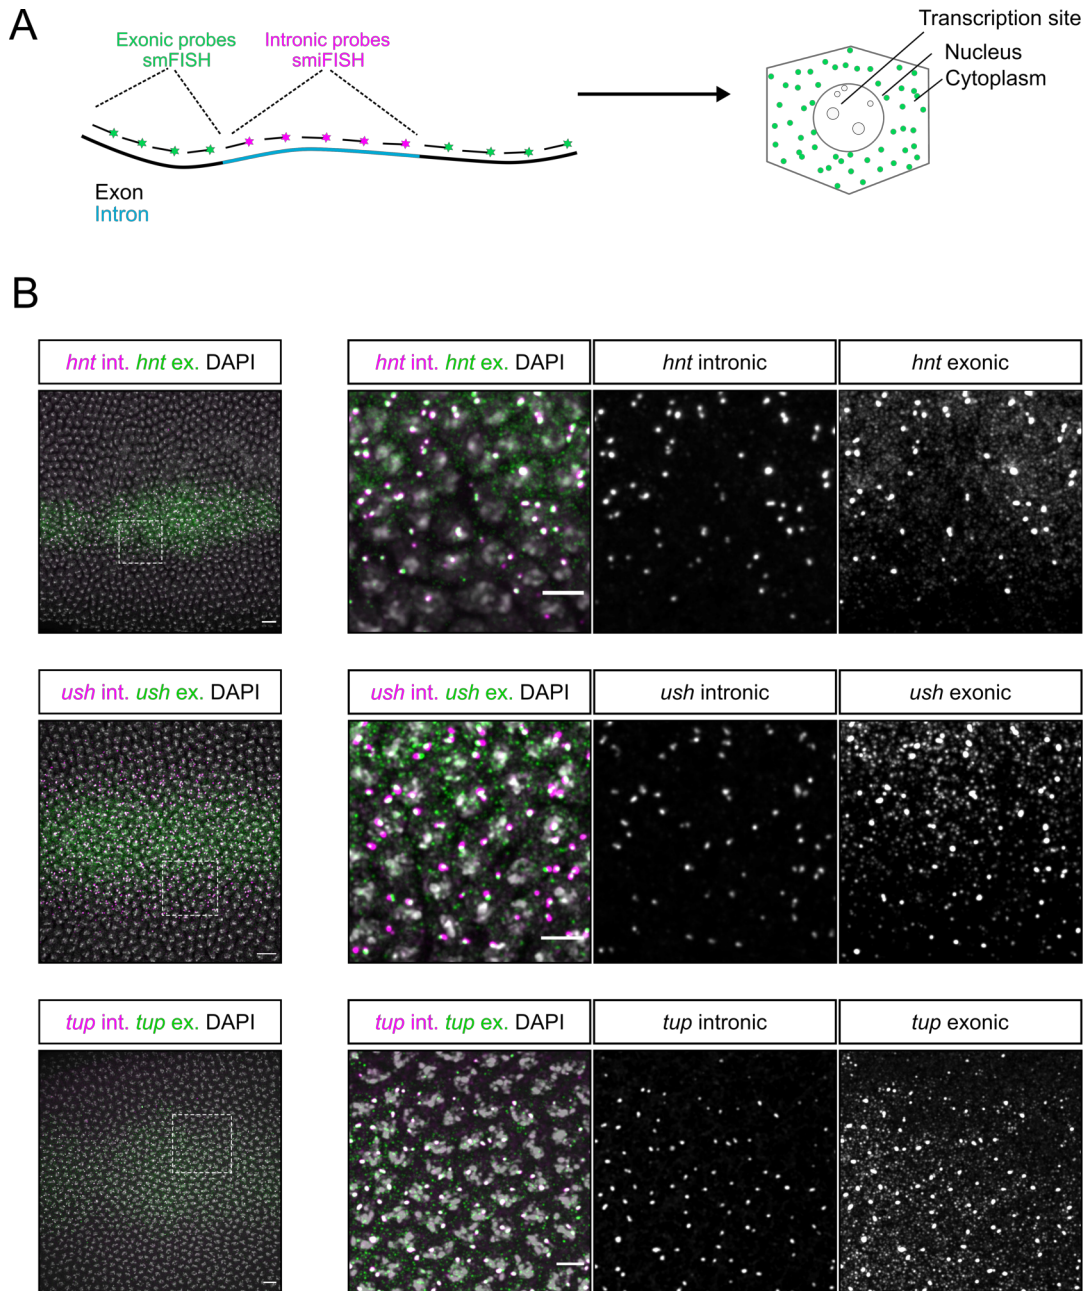 A
Exonic probes
smFISH
Intronic probes
smiFISH
Transcription site
Nucleus
Cytoplasm
Exon
Intron
B
hnt int. hnt ex. DAPI
hnt int. hnt ex. DAPI
hnt intronic
hnt exonic
ush int. ush ex. DAPI
ush int. ush ex. DAPI
ush intronic
ush exonic
tup int. tup ex. DAPI
tup int. tup ex. DAPI
tup intronic
tup exonic